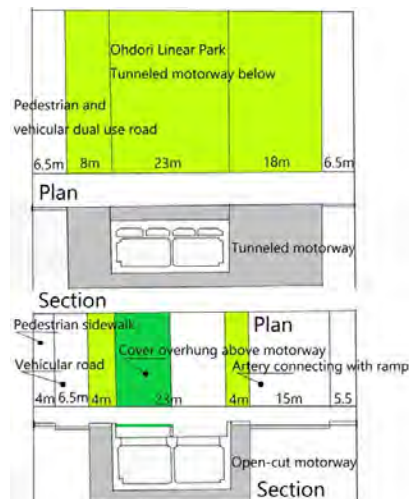 Ohdori Linear Park
Tunneled motorway below
Pedestrian and
vehicular dual use road
6.5m 8m 23m 18m 6.5m
Plan
Tunneled motorway
Section
Plan
Pedestrian sidewalk
Cover overhung above motorway
Vehicular road
Artery connecting with ramp
4m 6.5m 4m 23m 4m 15m 5.5
Open-cut motorway
Section